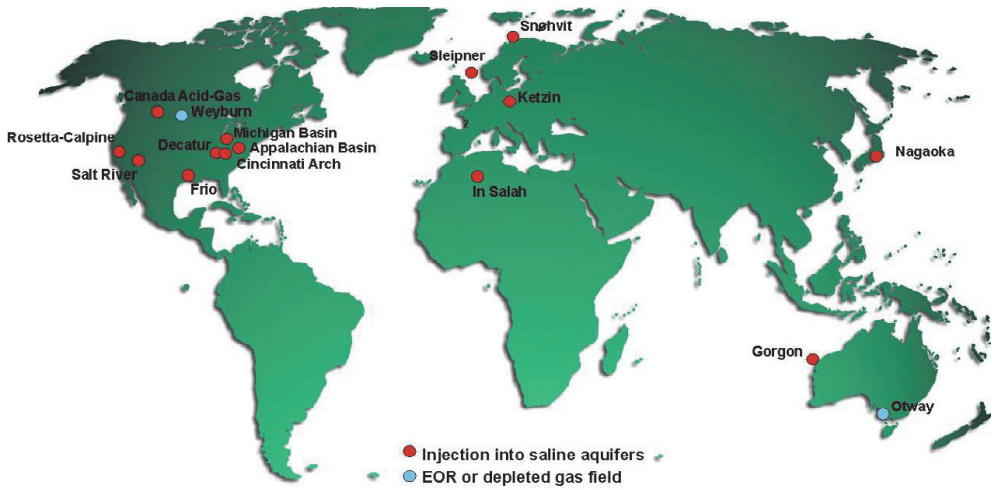 Snøhvit
Sleipner
Canada Acid-Gas
Weyburn
Ketzin
2
Rosetta-Calpine
Michigan Basin
Decatur
Appalachian Basin
Cincinnati Arch
Nagaoka
Salt River
Frio
In Salah
Gorgon
Otway
Injection into saline aquifers
EOR or depleted gas field